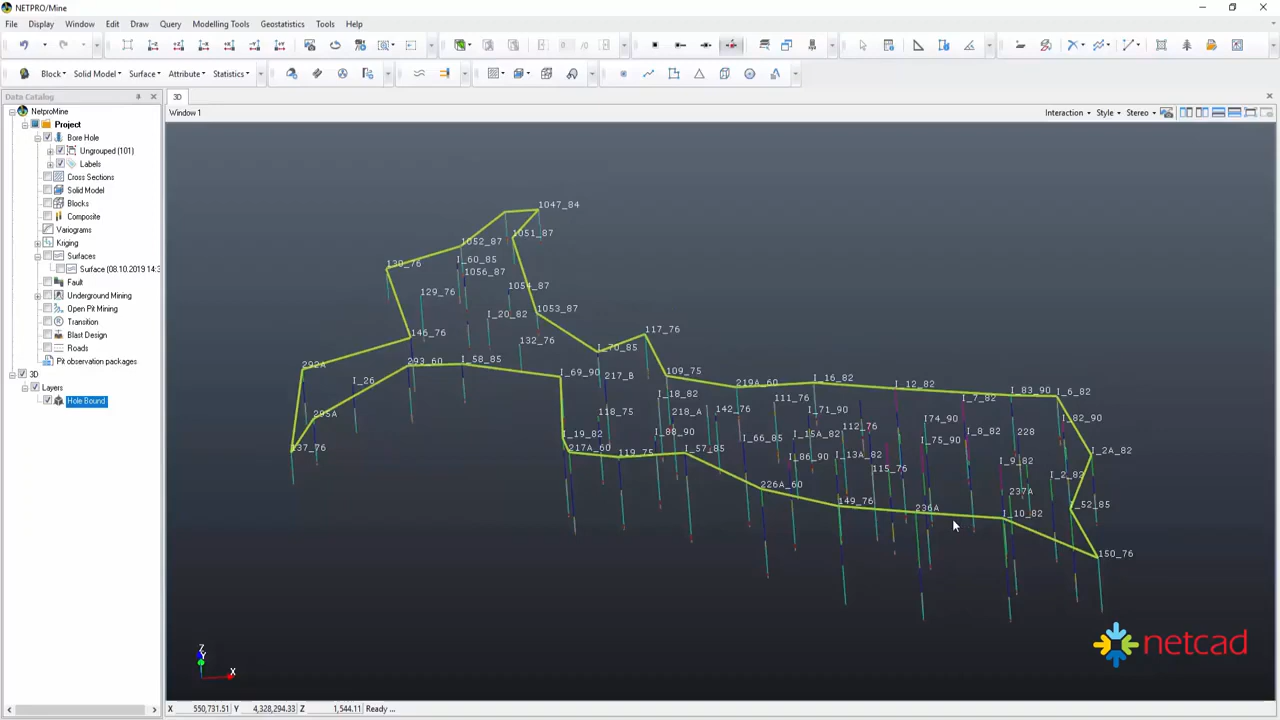 NETPRO/Mine
File Display Window Edit Draw Query Modelling Tools Geostatistics Tools Help
Block Solid Model Surface Attribute Statistics
Data Catalog
3D
NetproMine
Window 1
Interaction Style Stereo
Project
Bore Hole
Ungrouped (101)
Labels
Cross Sections
Solid Model
Blocks
Composite
Variograms
Kriging
Surfaces
Surface (08.10.2019 14:3
Fault
Underground Mining
Open Pit Mining
Transition
Blast Design
Roads
Pit observation packages
3D
Layers
Hole Bound
1047_84
1051_87
1052_87
130_76
I_60_85
1056_87
129_76
1054_87
1053_87
I_20_82
146_76
132_76
117_76
I_70_85
292A
293_60
I_58_85
I_69_90
217_B
109_75
I_26
219A_60
I_16_82
I_12_82
I_83_90
I_6_82
I_18_82
111_76
I_7_82
295A
118_75
218_A
142_76
I_71_90
I74_90
I_82_90
137_76
I_19_82
I_88_90
I_66_85
I_15A_82
112_76
I_75_90
I_8_82
228
217A_60
119_75
I_57_85
I_86_90
I_13A_82
I_2A_82
115_76
I_9_82
I_2_82
226A_60
237A
149_76
236A
I_10_82
I_52_85
150_76
Z
Y
X
netcad
X 550,731.51 Y 4,328,294.33 Z 1,544.11 Ready ...